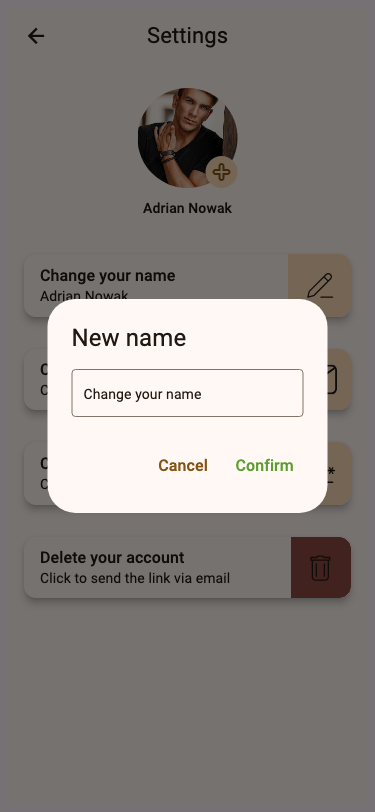 Settings
Adrian Nowak
Change your name
Adrian Nowak
New name
Change your name
Cancel
Confirm
Delete your account
Click to send the link via email